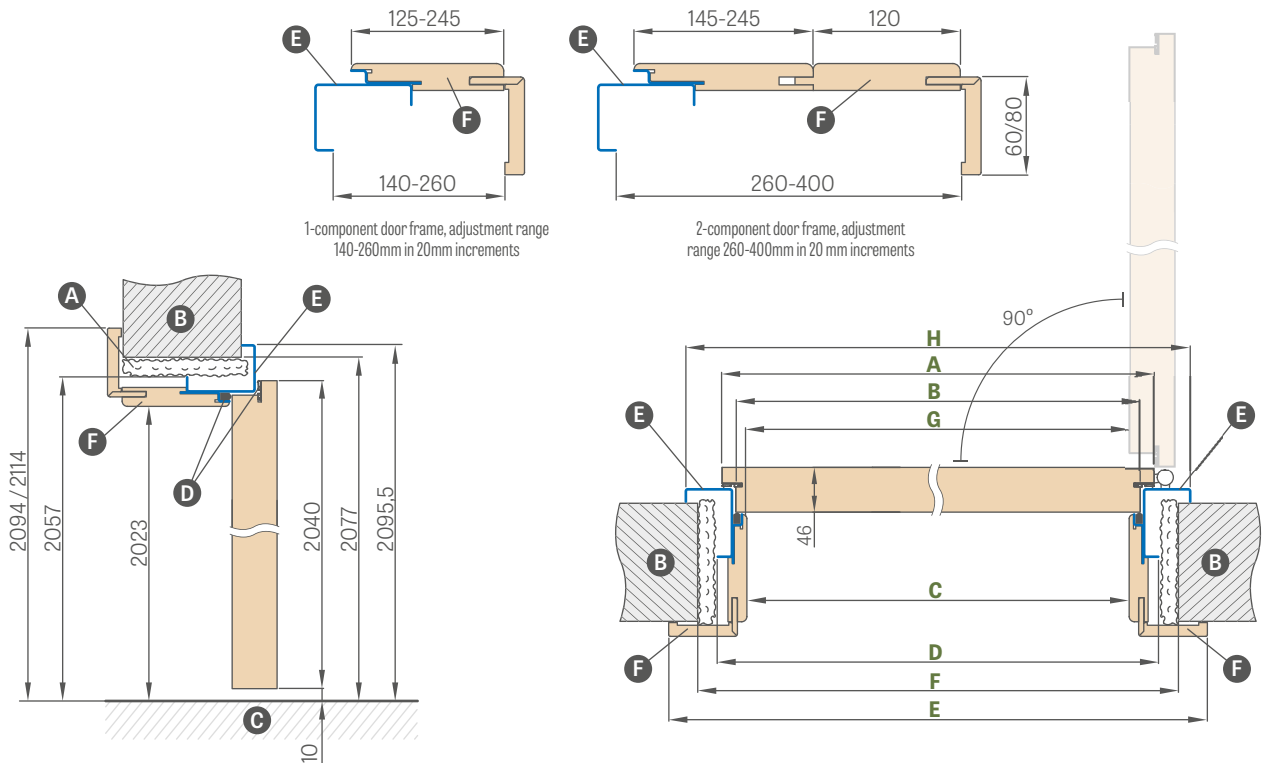 125-245
145-245
120
E
E
F
F
60/80
140-260
260-400
1-component door frame, adjustment range
140-260mm in 20mm increments
2-component door frame, adjustment
range 260-400mm in 20 mm increments
A
B
E
F
D
2094 / 2114
2057
2023
2040
2077
2095,5
C
10
90°
H
A
B
G
E
E
46
B
B
C
F
F
D
F
E